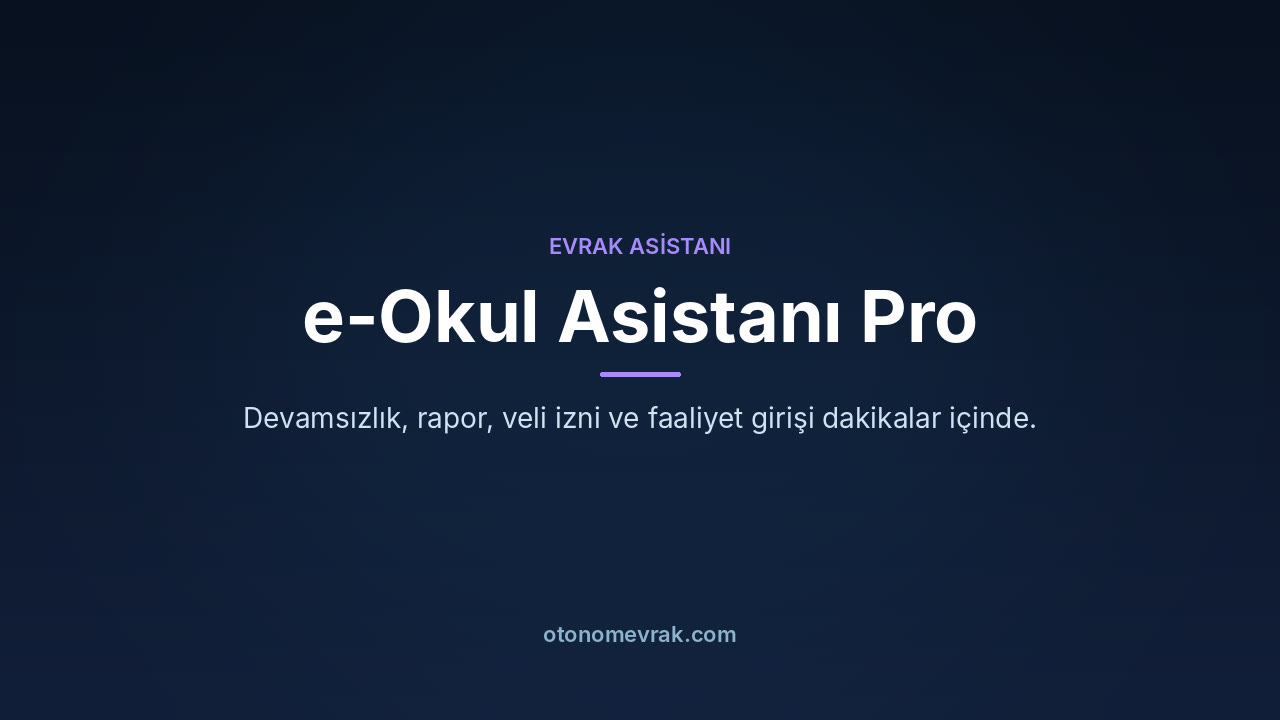 EVRAK ASİSTANI
e-Okul Asistanı Pro
Devamsızlık, rapor, veli izni ve faaliyet girişi dakikalar içinde.
otonomevrak.com